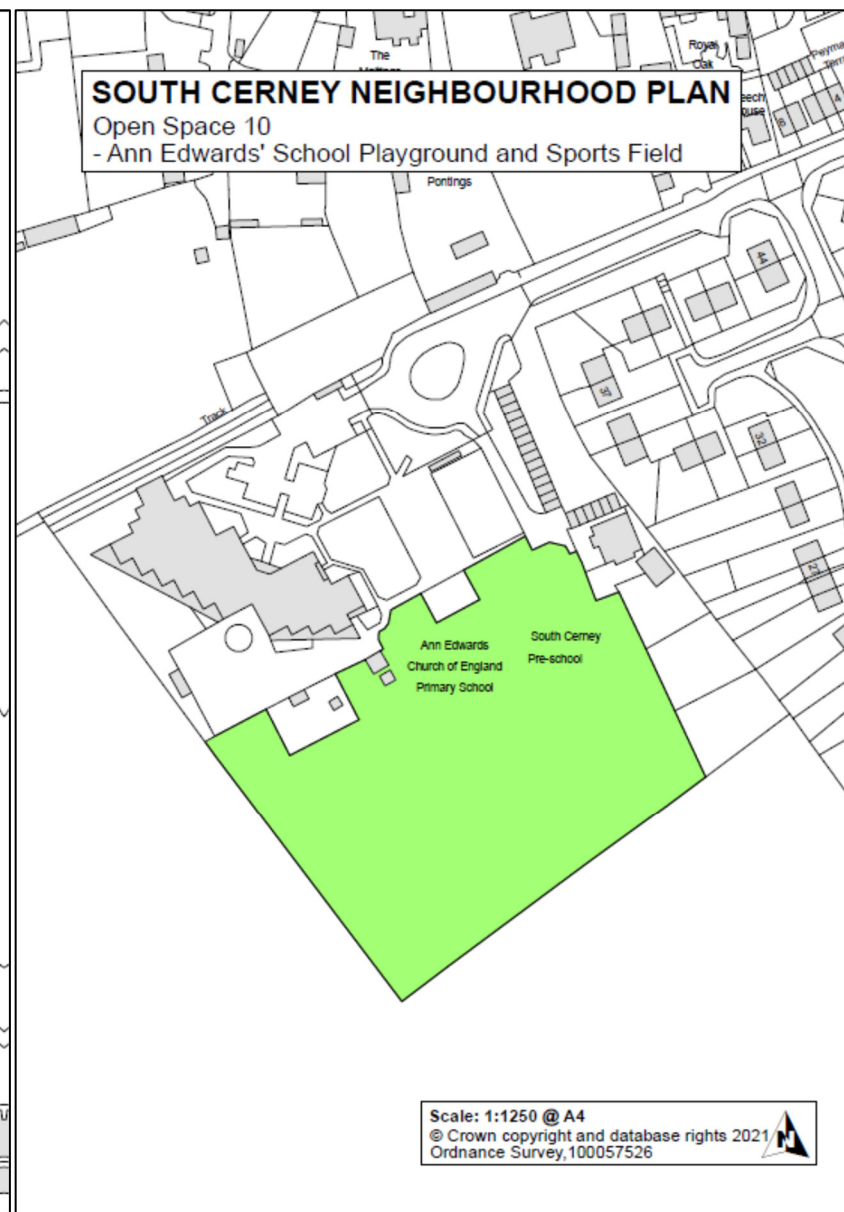 The
Royal
Oak
SOUTH CERNEY NEIGHBOURHOOD PLAN
Open Space 10
- Ann Edwards' School Playground and Sports Field
4
8
Pontings
44
37
Track
32
Ann Edwards
Church of England
Primary School
South Cerney
Pre-school
Scale: 1:1250 @ A4
© Crown copyright and database rights 2021
Ordnance Survey,100057526
N